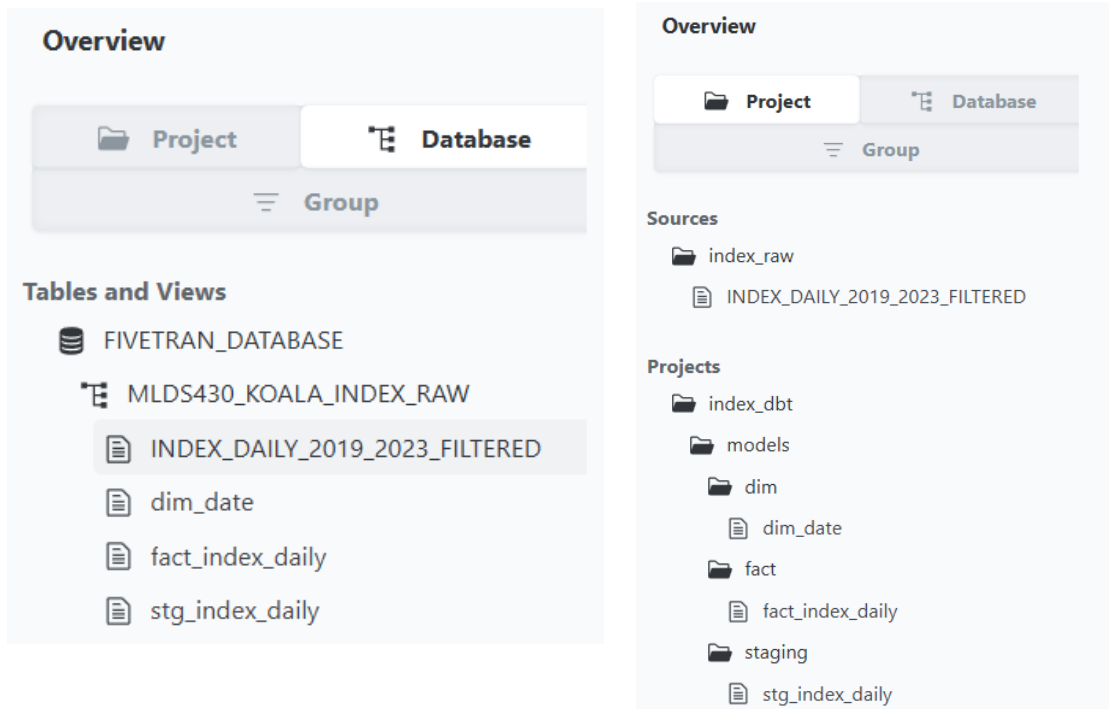 Overview
Project Database
Group
Tables and Views
FIVETRAN_DATABASE
MLDS430_KOALA_INDEX_RAW
INDEX_DAILY_2019_2023_FILTERED
dim_date
fact_index_daily
stg_index_daily
Overview
Project Database
Group
Sources
index_raw
INDEX_DAILY_2019_2023_FILTERED
Projects
index_dbt
models
dim
dim_date
fact
fact_index_daily
staging
stg_index_daily